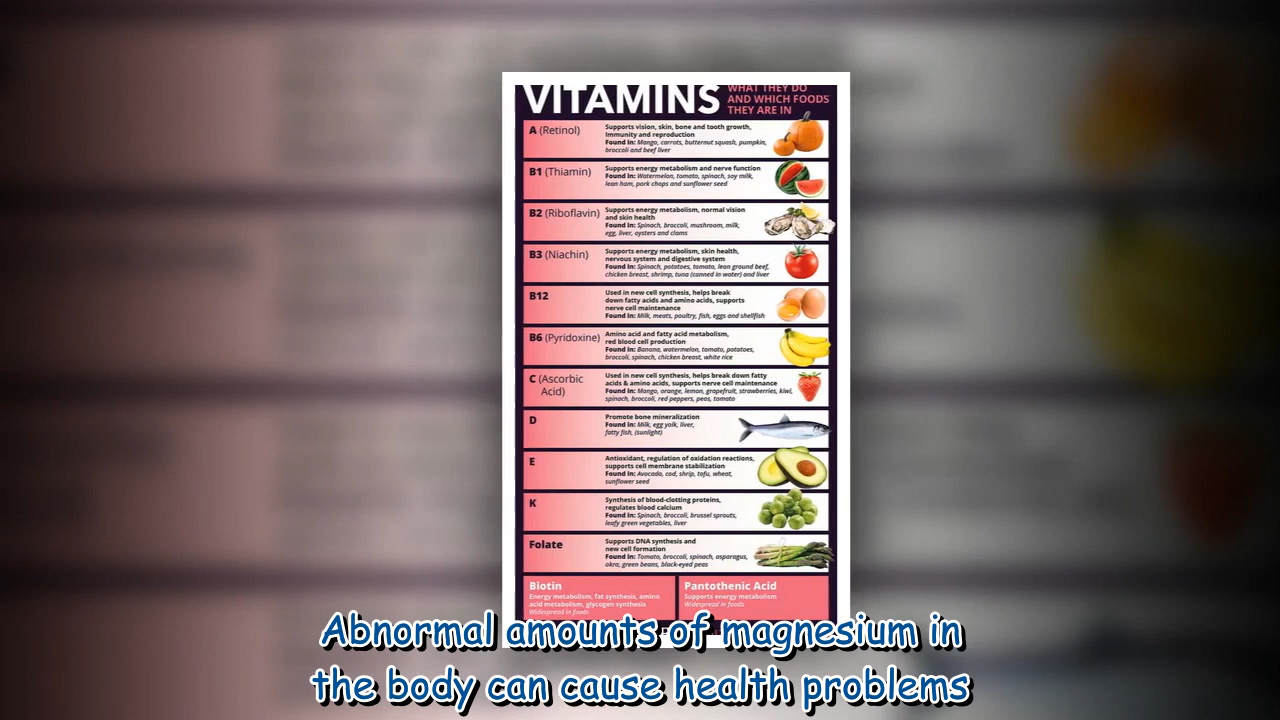 VITAMINS
WHAT THEY DO
AND WHICH FOODS
THEY ARE IN
A (Retinol)
Supports vision, skin, bone and tooth growth,
immunity and reproduction
Found in: Mango, carrots, butternut squash, pumpkin,
broccoli and beef liver
B1 (Thiamin)
Supports energy metabolism and nerve function
Found in: Watermelon, tomato, spinach, soy milk,
lean ham, pork chops and sunflower seed
B2 (Riboflavin)
Supports energy metabolism, normal vision
and skin health
Found in: Spinach, broccoli, mushroom, milk,
egg, liver, oysters and clams
B3 (Niachin)
Supports energy metabolism, skin health,
nervous system and digestive system
Found in: Spinach, potatoes, tomato, lean ground beef,
chicken breast, shrimp, tuna (canned in water) and liver
B12
Used in new cell synthesis, helps break
down fatty acids and amino acids, supports
nerve cell maintenance
Found in: Milk, meats, poultry, fish, eggs and shellfish
B6 (Pyridoxine)
Amino acid and fatty acid metabolism,
red blood cell production
Found in: Banana, watermelon, tomato, potatoes,
broccoli, spinach, chicken breast, white rice
C (Ascorbic
Acid)
Used in new cell synthesis, helps break down fatty
acids & amino acids, supports nerve cell maintenance
Found in: Mango, orange, lemon, grapefruit, strawberries, kiwi,
spinach, broccoli, red peppers, peas, tomato
D
Promote bone mineralization
Found in: Milk, egg yolk, liver,
fatty fish, (sunlight)
E
Antioxidant, regulation of oxidation reactions,
supports cell membrane stabilization
Found in: Avocado, cod, shrip, tofu, wheat,
sunflower seed
K
Synthesis of blood-clotting proteins,
regulates blood calcium
Found in: Spinach, broccoli, brussel sprouts,
leafy green vegetables, liver
Folate
Supports DNA synthesis and
new cell formation
Found in: Tomato, broccoli, spinach, asparagus,
okra, green beans, black-eyed peas
Biotin
Energy metabolism, fat synthesis, amino
acid metabolism, glycogen synthesis
Widespread in foods
Pantothenic Acid
Supports energy metabolism
Widespread in foods
Abnormal amounts of magnesium in
the body can cause health problems